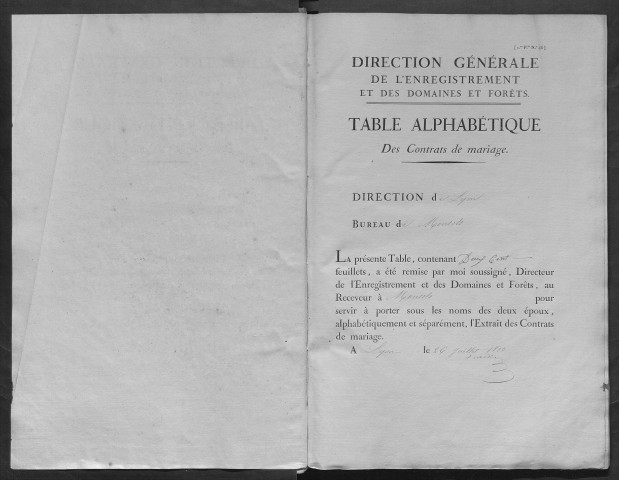 DIRECTION GÉNÉRALE
DE L'ENREGISTREMENT
ET DES DOMAINES ET FORÊTS.
TABLE ALPHABÉTIQUE
Des Contrats de mariage.
DIRECTION d Lyon
BUREAU d
LA présente Table, contenant Deux Cent
feuillets, a été remise par moi soussigné, Directeur
de l'Enregistrement et des Domaines et Forêts, au
Receveur à pour
servir à porter sous les noms des deux époux,
alphabétiquement et séparément, l'Extrait des Contrats
de mariage.
A Lyon le 16 juillet